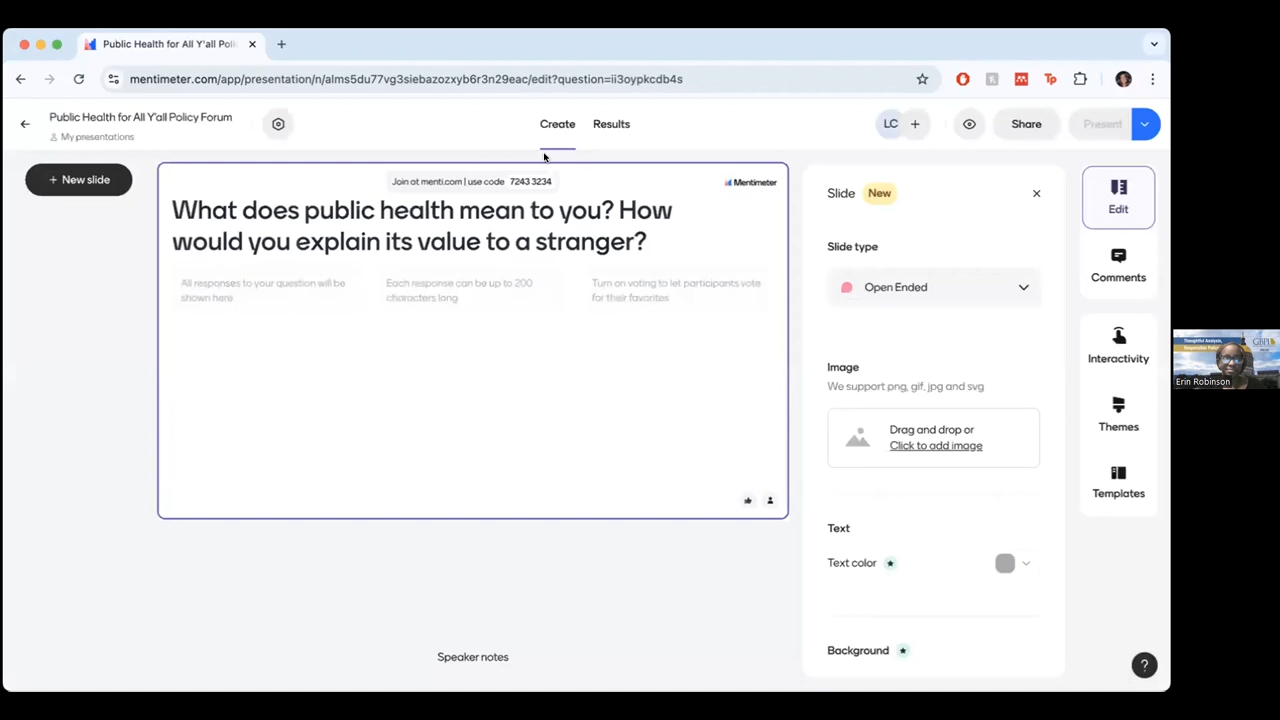 Public Health for All Y'all Poli
mentimeter.com/app/presentation/n/alms5du77vg3siebazozxyb6r3n29eac/edit?question=ii3oypkcdb4s
Tp
Public Health for All Y'all Policy Forum
My presentations
Create
Results
LC
Share
Present
+ New slide
Join at menti.com | use code 7243 3234
Mentimeter
What does public health mean to you? How
would you explain its value to a stranger?
All responses to your question will be
shown here
Each response can be up to 200
characters long
Turn on voting to let participants vote
for their favorites
Speaker notes
Slide New
Slide type
Open Ended
Image
We support png, gif, jpg and svg
Drag and drop or
Click to add image
Text
Text color
Background
Edit
Comments
Interactivity
Themes
Templates
?
Thoughtful Analysis,
Responsible
GBPI
Erin Robinson